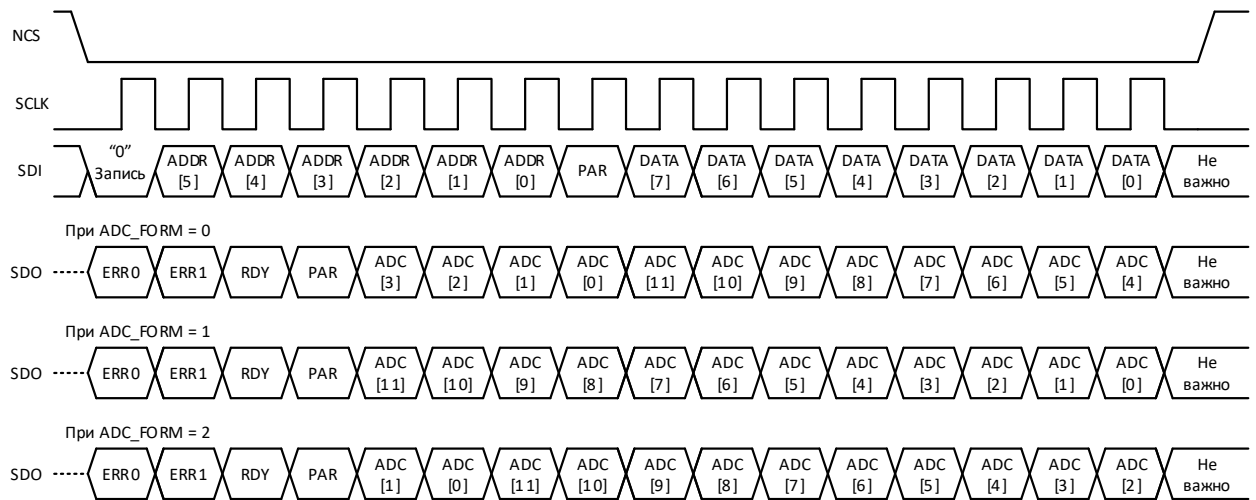 NCS
SCLK
SDI “0” Запись ADDR [5] ADDR [4] ADDR [3] ADDR [2] ADDR [1] ADDR [0] PAR DATA [7] DATA [6] DATA [5] DATA [4] DATA [3] DATA [2] DATA [1] DATA [0] Не важно
При ADC_FORM = 0
SDO ERR0 ERR1 RDY PAR ADC [3] ADC [2] ADC [1] ADC [0] ADC [11] ADC [10] ADC [9] ADC [8] ADC [7] ADC [6] ADC [5] ADC [4] Не важно
При ADC_FORM = 1
SDO ERR0 ERR1 RDY PAR ADC [11] ADC [10] ADC [9] ADC [8] ADC [7] ADC [6] ADC [5] ADC [4] ADC [3] ADC [2] ADC [1] ADC [0] Не важно
При ADC_FORM = 2
SDO ERR0 ERR1 RDY PAR ADC [1] ADC [0] ADC [11] ADC [10] ADC [9] ADC [8] ADC [7] ADC [6] ADC [5] ADC [4] ADC [3] ADC [2] Не важно